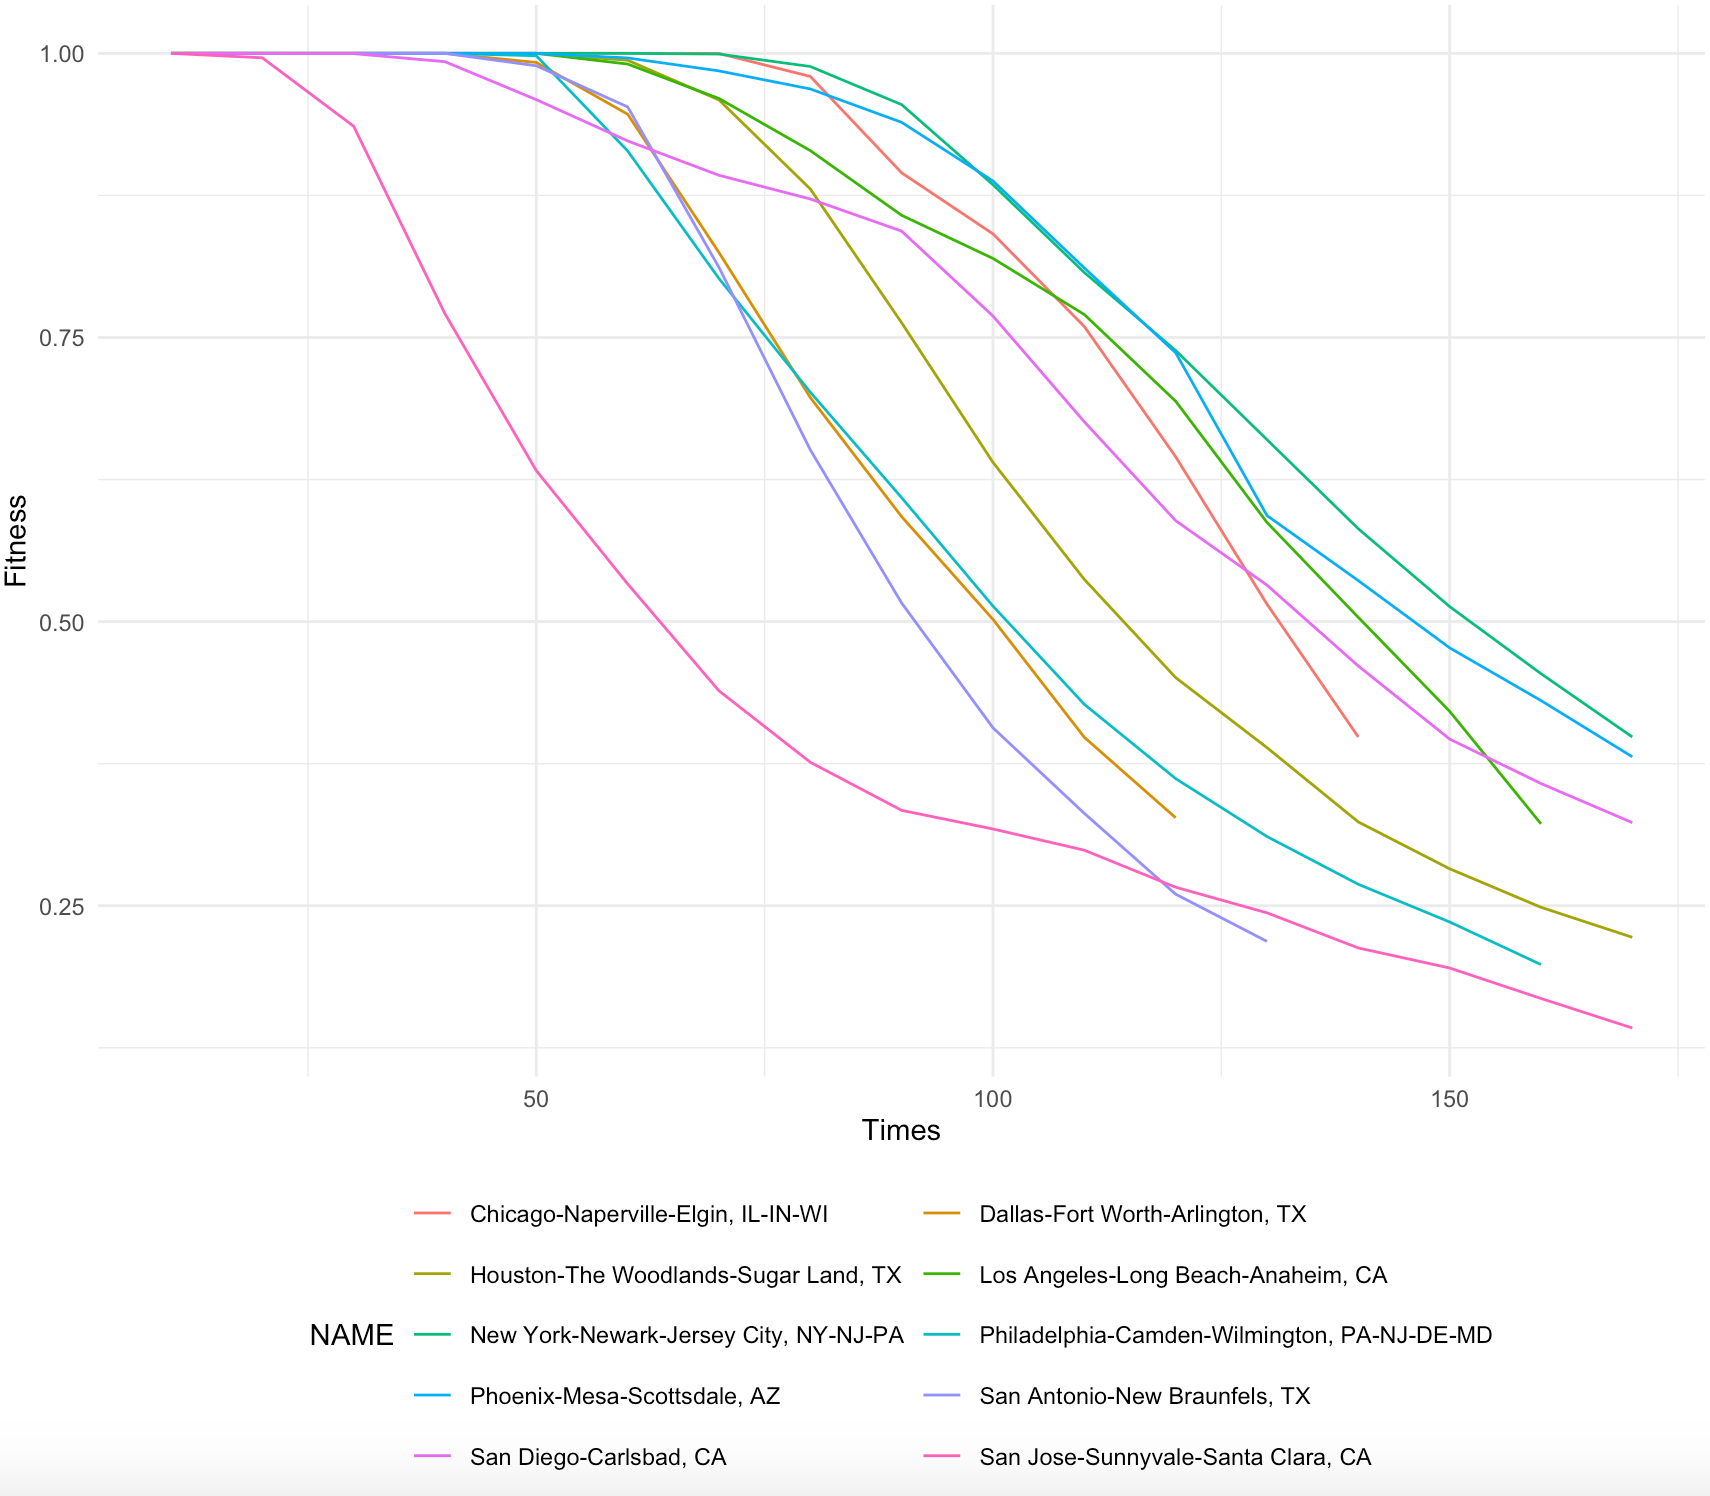 1.00
0.75
0.50
0.25
Fitness
50 100 150
Times
NAME
Chicago-Naperville-Elgin, IL-IN-WI
Dallas-Fort Worth-Arlington, TX
Houston-The Woodlands-Sugar Land, TX
Los Angeles-Long Beach-Anaheim, CA
New York-Newark-Jersey City, NY-NJ-PA
Philadelphia-Camden-Wilmington, PA-NJ-DE-MD
Phoenix-Mesa-Scottsdale, AZ
San Antonio-New Braunfels, TX
San Diego-Carlsbad, CA
San Jose-Sunnyvale-Santa Clara, CA